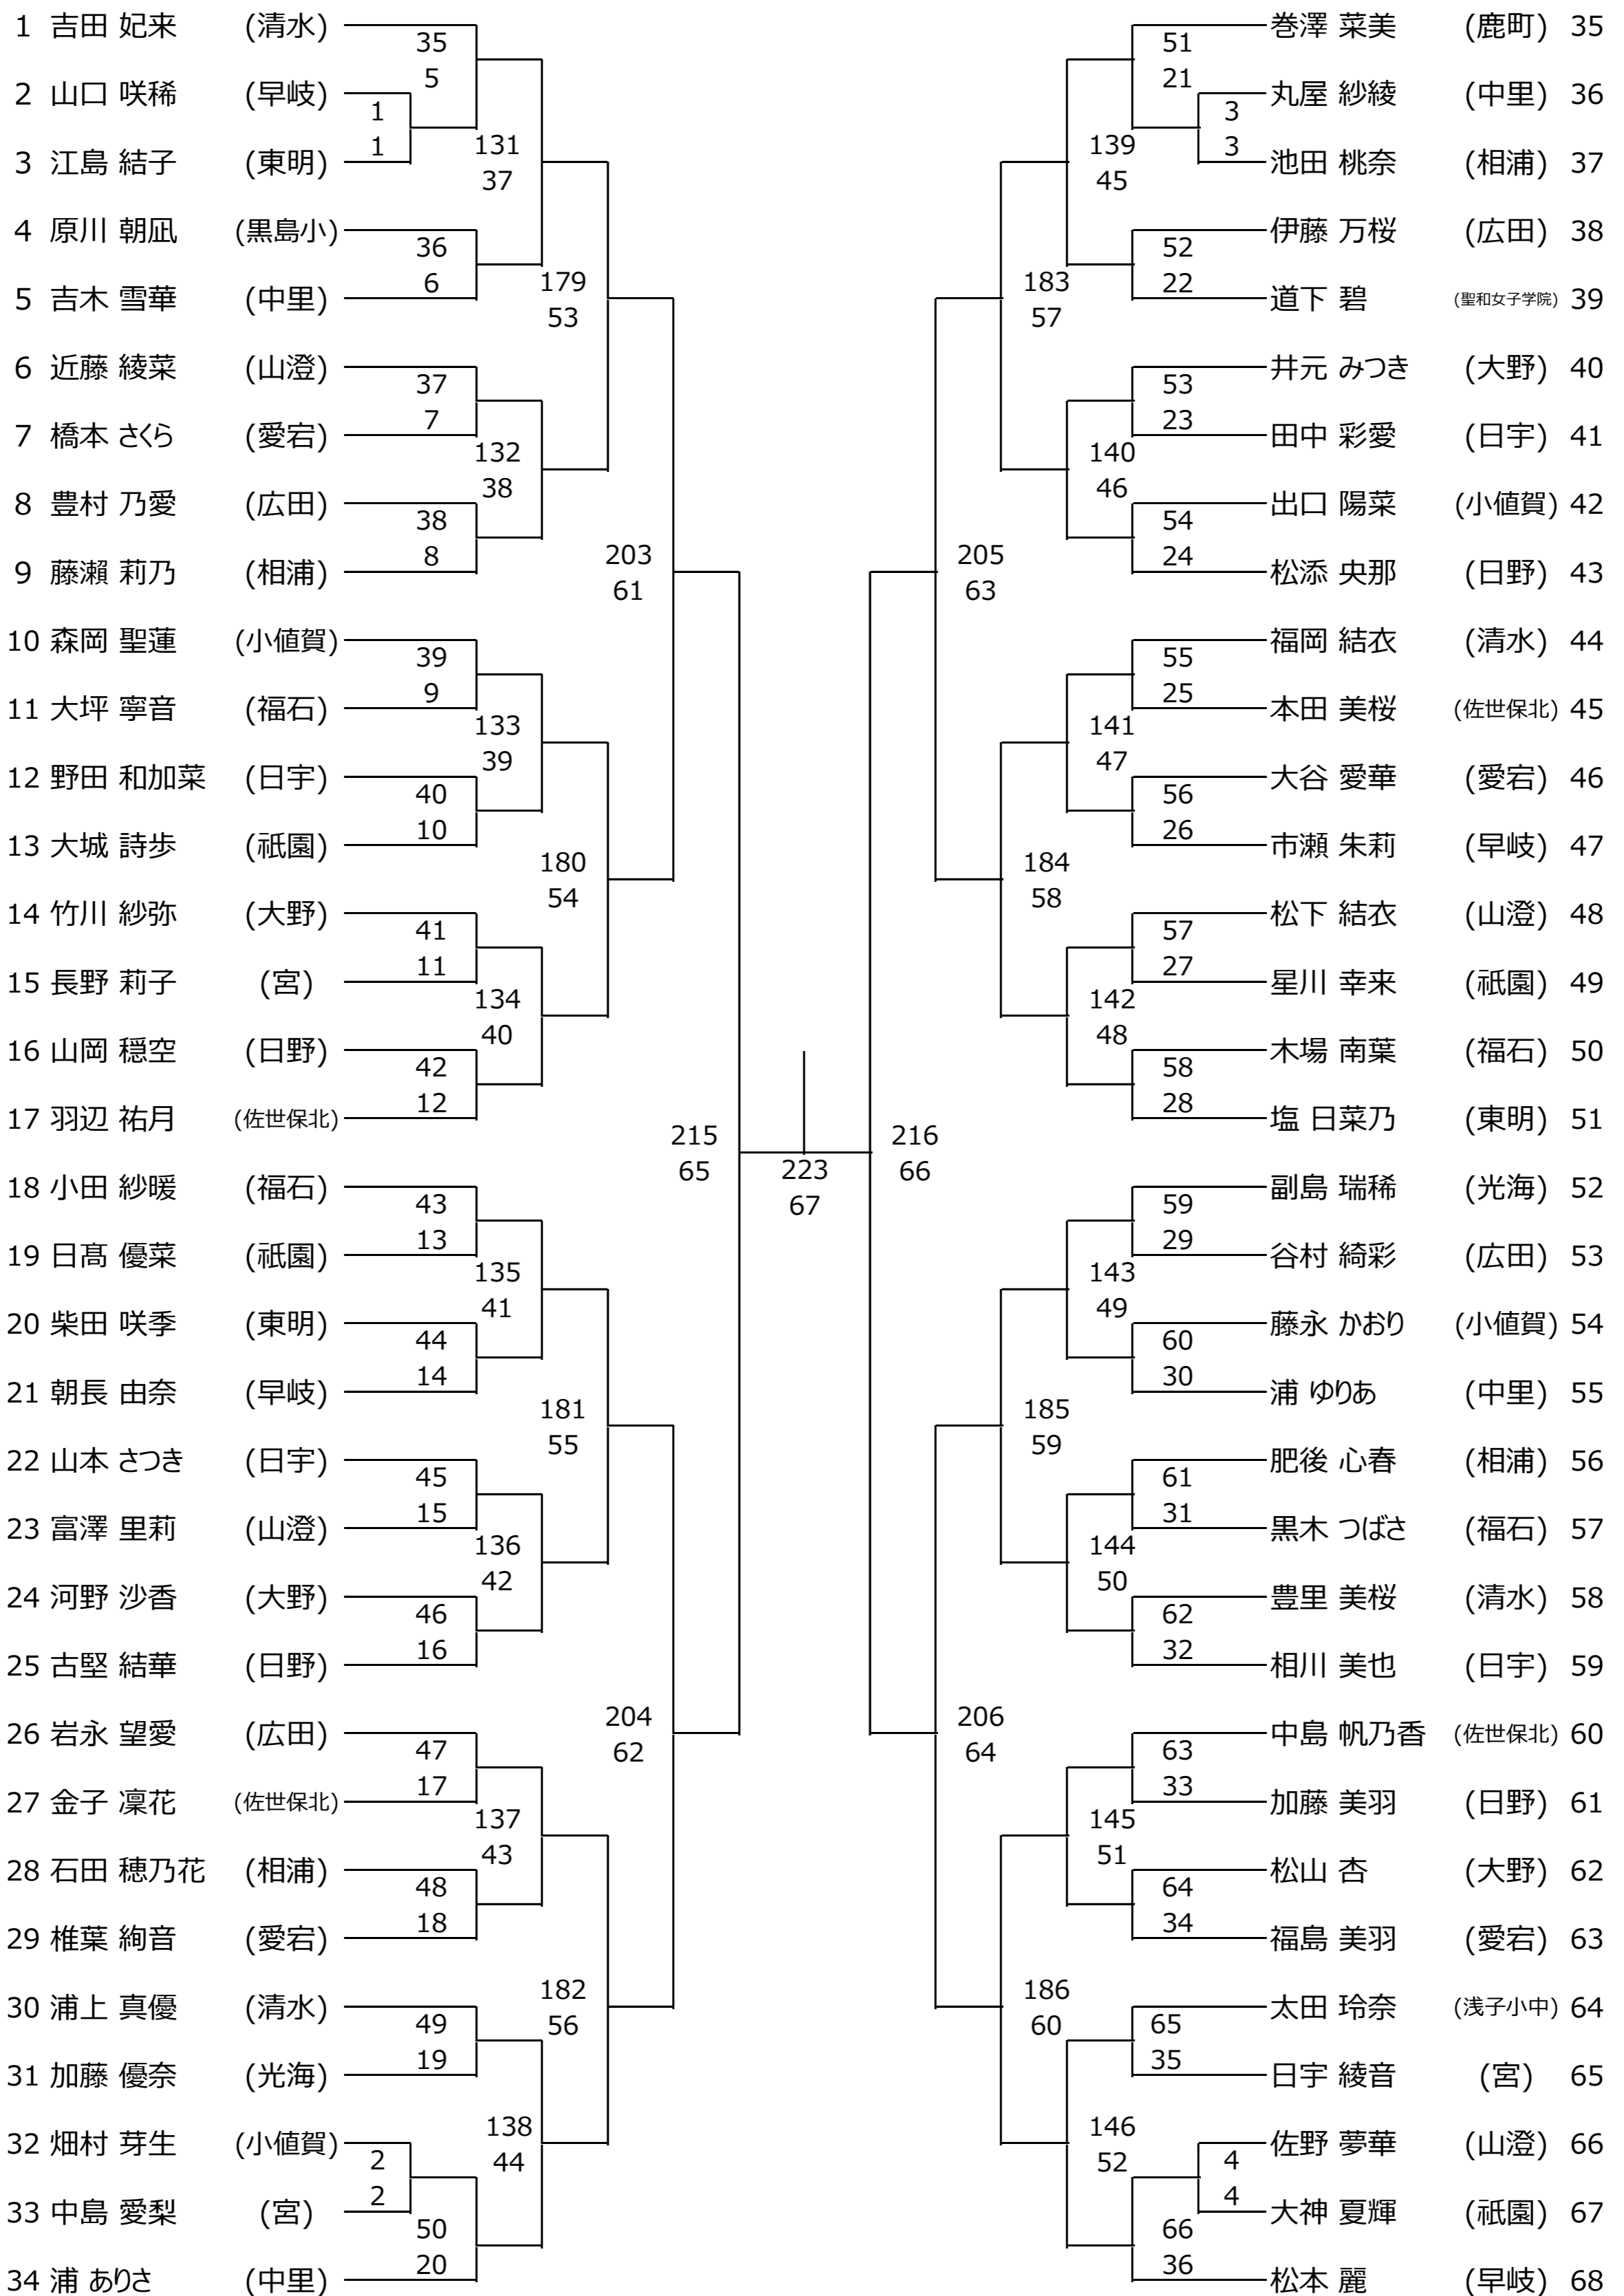 1 吉田 妃来 (清水)
35
5
2 山口 咲稀 (早岐)
1
1
3 江島 結子 (東明)
131
37
4 原川 朝凪 (黒島小)
36
6
5 吉木 雪華 (中里)
179
53
6 近藤 綾菜 (山澄)
37
7
7 橋本 さくら (愛宕)
132
38
8 豊村 乃愛 (広田)
38
8
9 藤瀬 莉乃 (相浦)
203
61
10 森岡 聖蓮 (小値賀)
39
9
11 大坪 寧音 (福石)
133
39
12 野田 和加菜 (日宇)
40
10
13 大城 詩歩 (祇園)
180
54
14 竹川 紗弥 (大野)
41
11
15 長野 莉子 (宮)
134
40
16 山岡 穏空 (日野)
42
12
17 羽辺 祐月 (佐世保北)
215
65
18 小田 紗暖 (福石)
43
13
19 日髙 優菜 (祇園)
135
41
20 柴田 咲季 (東明)
44
14
21 朝長 由奈 (早岐)
181
55
22 山本 さつき (日宇)
45
15
23 富澤 里莉 (山澄)
136
42
24 河野 沙香 (大野)
46
16
25 古堅 結華 (日野)
204
62
26 岩永 望愛 (広田)
47
17
27 金子 凜花 (佐世保北)
137
43
28 石田 穂乃花 (相浦)
48
18
29 椎葉 絢音 (愛宕)
182
56
30 浦上 真優 (清水)
49
19
31 加藤 優奈 (光海)
138
44
32 畑村 芽生 (小値賀)
2
2
33 中島 愛梨 (宮)
50
20
34 浦 ありさ (中里)
223
67
巻澤 菜美 (鹿町) 35
51
21
丸屋 紗綾 (中里) 36
3
3
池田 桃奈 (相浦) 37
139
45
伊藤 万桜 (広田) 38
52
22
道下 碧 (聖和女子学院) 39
183
57
井元 みつき (大野) 40
53
23
田中 彩愛 (日宇) 41
140
46
出口 陽菜 (小値賀) 42
54
24
松添 央那 (日野) 43
205
63
福岡 結衣 (清水) 44
55
25
本田 美桜 (佐世保北) 45
141
47
大谷 愛華 (愛宕) 46
56
26
市瀬 朱莉 (早岐) 47
184
58
松下 結衣 (山澄) 48
57
27
星川 幸来 (祇園) 49
142
48
木場 南葉 (福石) 50
58
28
塩 日菜乃 (東明) 51
216
66
副島 瑞稀 (光海) 52
59
29
谷村 綺彩 (広田) 53
143
49
藤永 かおり (小値賀) 54
60
30
浦 ゆりあ (中里) 55
185
59
肥後 心春 (相浦) 56
61
31
黒木 つばさ (福石) 57
144
50
豊里 美桜 (清水) 58
62
32
相川 美也 (日宇) 59
206
64
中島 帆乃香 (佐世保北) 60
63
33
加藤 美羽 (日野) 61
145
51
松山 杏 (大野) 62
64
34
福島 美羽 (愛宕) 63
186
60
太田 玲奈 (浅子小中) 64
65
35
日宇 綾音 (宮) 65
146
52
佐野 夢華 (山澄) 66
4
4
大神 夏輝 (祇園) 67
66
36
松本 麗 (早岐) 68